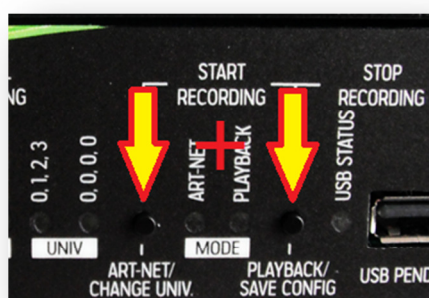 START
RECORDING
STOP
RECORDING
NG
0, 1, 2, 3
0, 0, 0, 0
ART-NET
PLAYBACK
USB STATUS
UNIV
MODE
ART-NET/
CHANGE UNIV.
PLAYBACK/
SAVE CONFIG
USB PEND